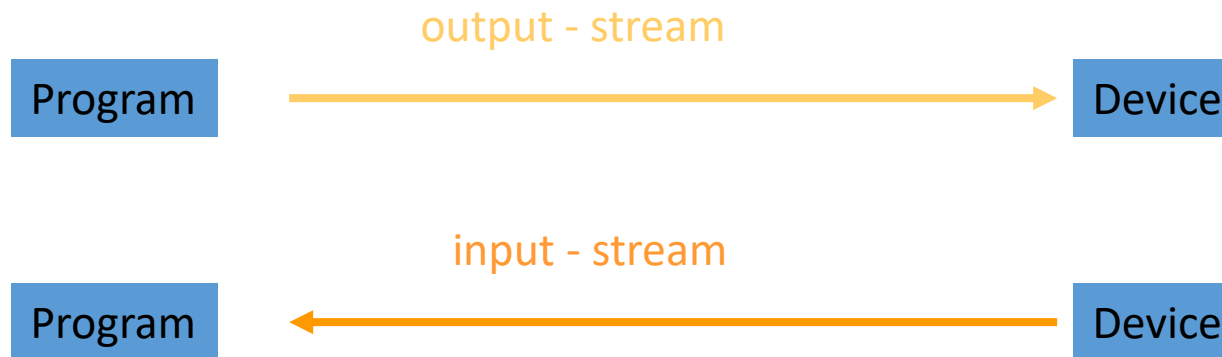 output - stream
Program
Device
input - stream
Program
Device